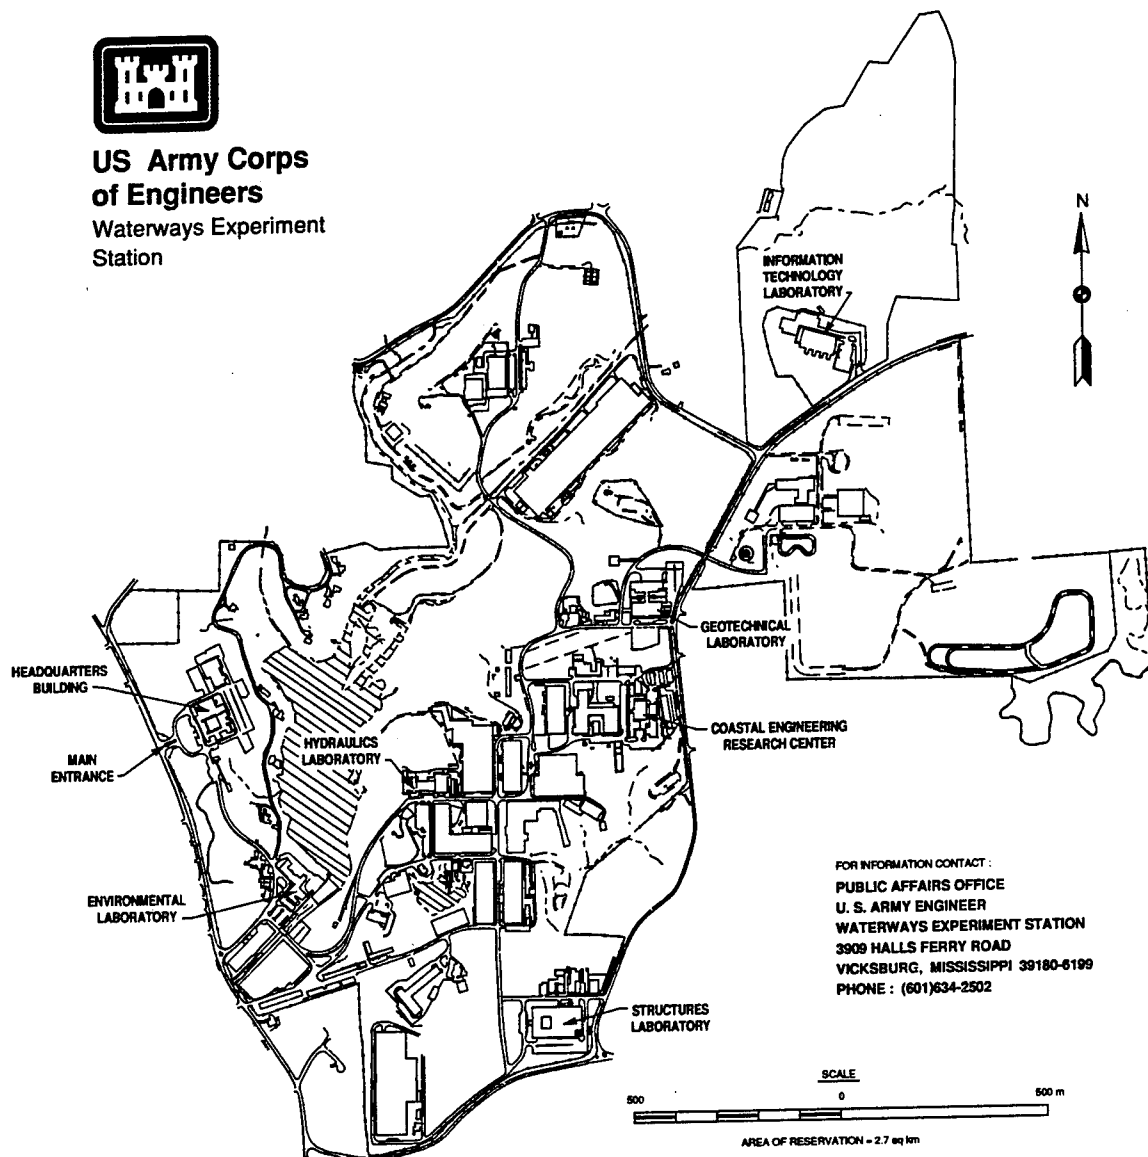 US Army Corps
of Engineers
Waterways Experiment
Station
N
INFORMATION
TECHNOLOGY
LABORATORY
GEOTECHNICAL
LABORATORY
HEADQUARTERS
BUILDING
MAIN
ENTRANCE
HYDRAULICS
LABORATORY
COASTAL ENGINEERING
RESEARCH CENTER
ENVIRONMENTAL
LABORATORY
STRUCTURES
LABORATORY
FOR INFORMATION CONTACT :
PUBLIC AFFAIRS OFFICE
U. S. ARMY ENGINEER
WATERWAYS EXPERIMENT STATION
3909 HALLS FERRY ROAD
VICKSBURG, MISSISSIPPI 39180-6199
PHONE : (601)634-2502
SCALE
500 0 500 m
AREA OF RESERVATION = 2.7 sq km